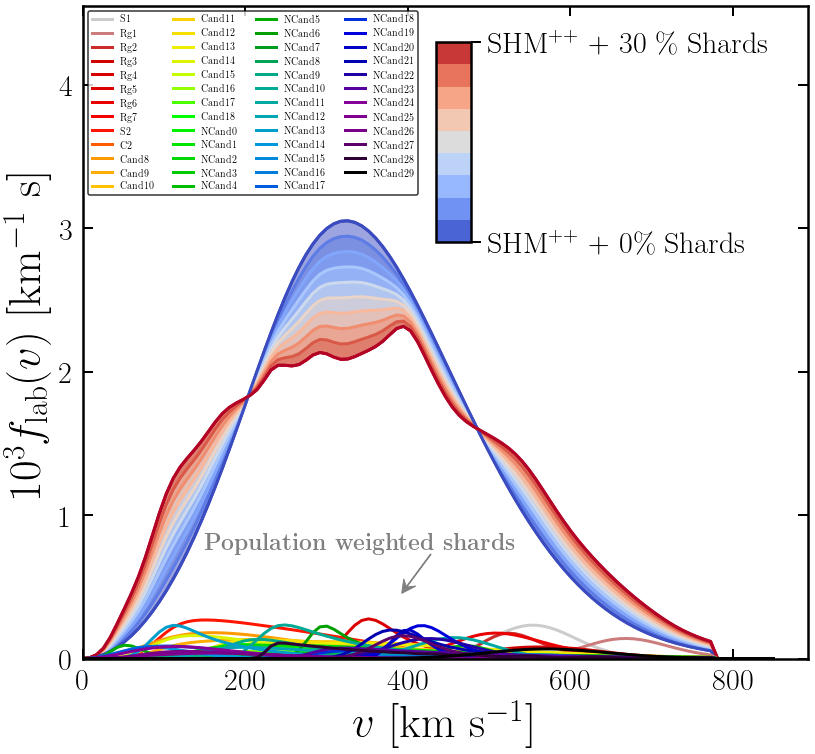 S1
Rg1
Rg2
Rg3
Rg4
Rg5
Rg6
Rg7
S2
C2
Cand8
Cand9
Cand10
Cand11
Cand12
Cand13
Cand14
Cand15
Cand16
Cand17
Cand18
NCand0
NCand1
NCand2
NCand3
NCand4
NCand5
NCand6
NCand7
NCand8
NCand9
NCand10
NCand11
NCand12
NCand13
NCand14
NCand15
NCand16
NCand17
NCand18
NCand19
NCand20
NCand21
NCand22
NCand23
NCand24
NCand25
NCand26
NCand27
NCand28
NCand29
SHM⁺⁺ + 30 % Shards
SHM⁺⁺ + 0% Shards
10³f_lab(v) [km⁻¹ s]
4
3
2
1
0
Population weighted shards
0 200 400 600 800
v [km s⁻¹]